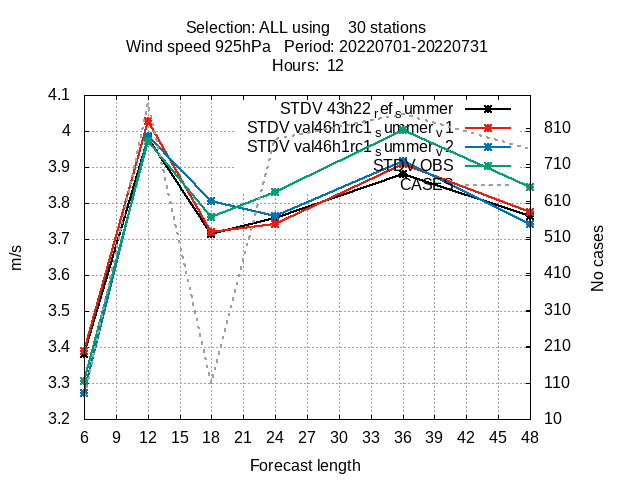 Selection: ALL using 30 stations
Wind speed 925hPa Period: 20220701-20220731
Hours: 12
STDV 43h22_ref_summer
STDV val46h1rc1_summer_v1
STDV val46h1rc1_summer_v2
STDV OBS
CASES
4.1
4
3.9
3.8
3.7
3.6
3.5
3.4
3.3
3.2
m/s
810
710
610
510
410
310
210
110
10
No cases
6 9 12 15 18 21 24 27 30 33 36 39 42 45 48
Forecast length